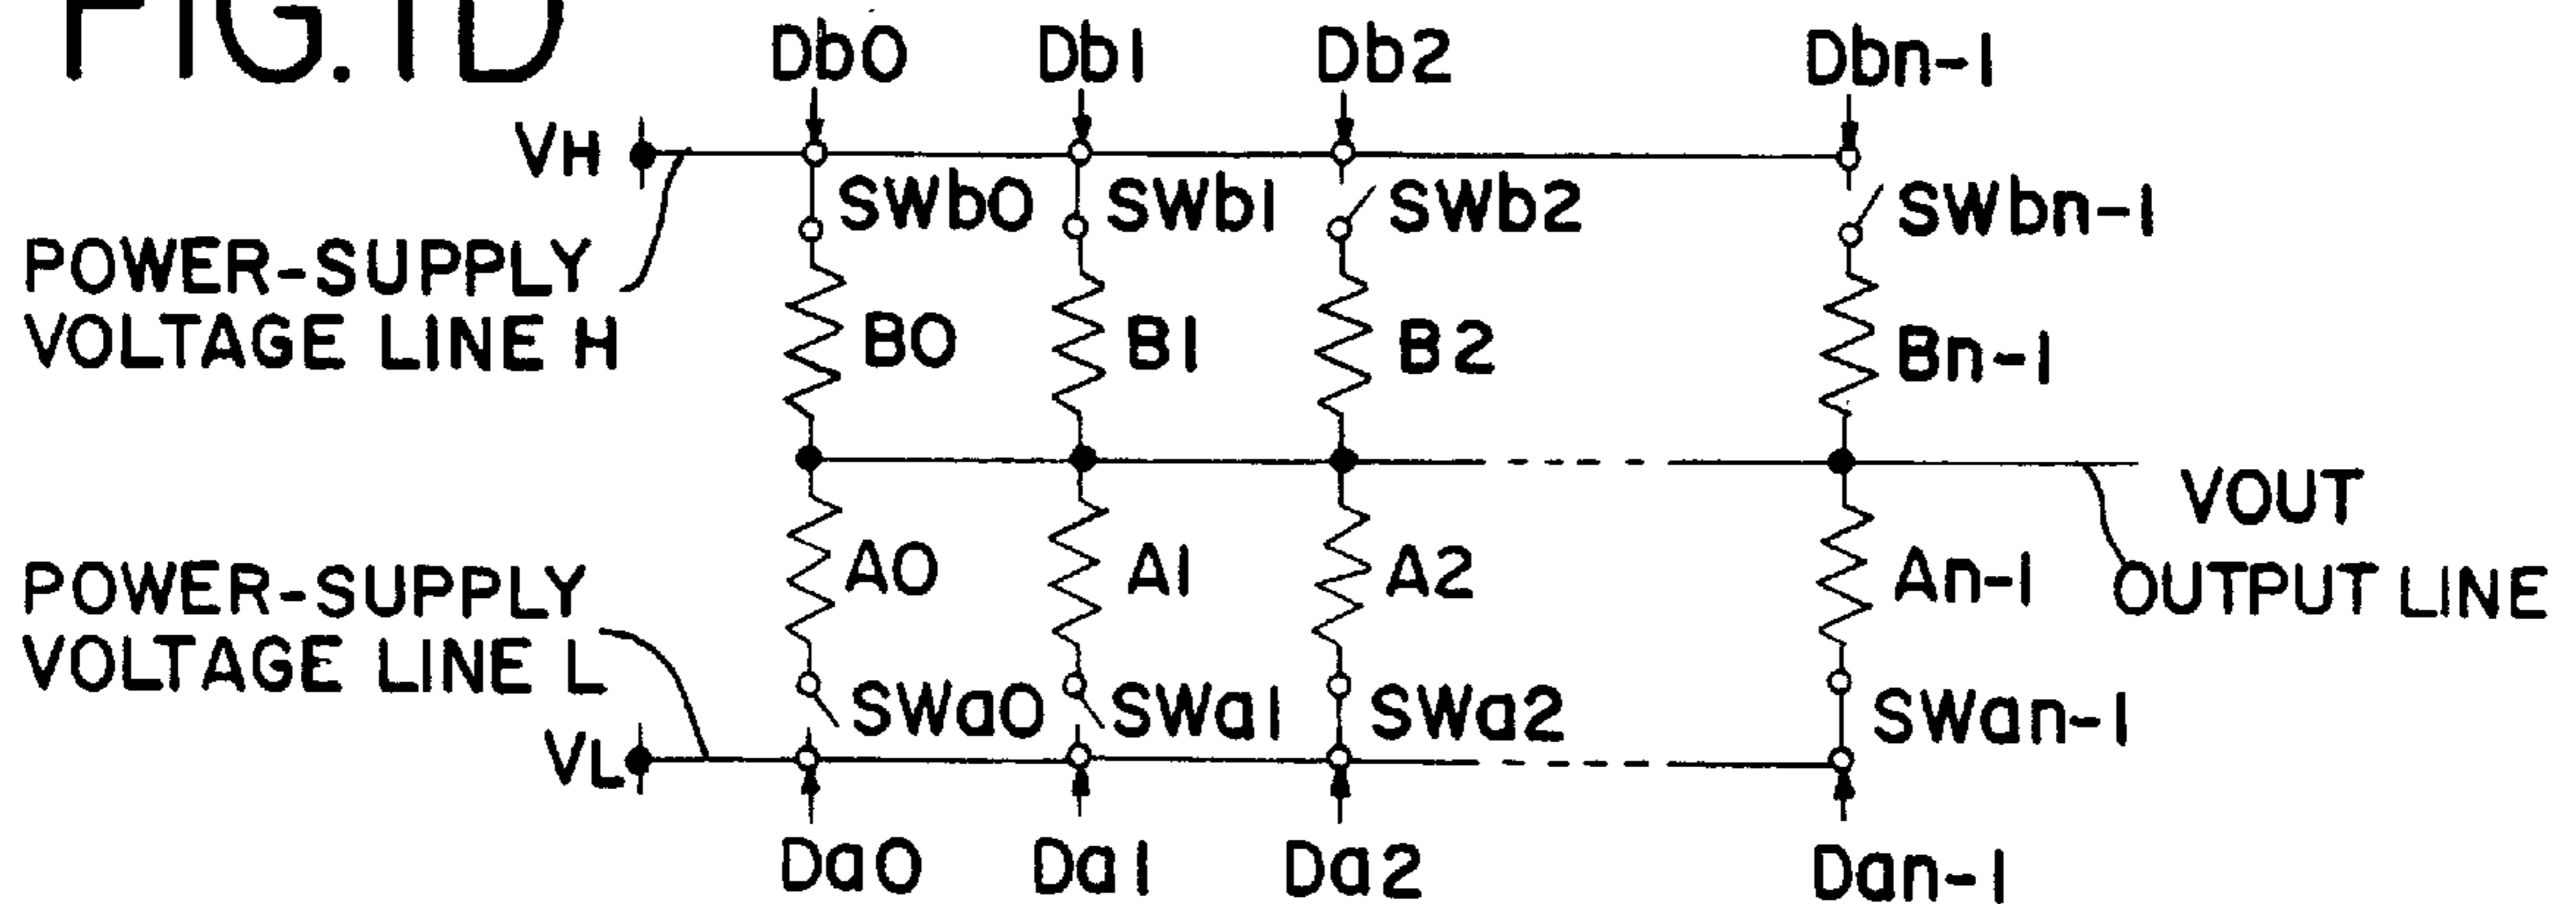 FIG.1D
Db0 Db1 Db2 Dbn-1
VH
SWb0 SWb1 SWb2 SWbn-1
POWER-SUPPLY
VOLTAGE LINE H
B0 B1 B2 Bn-1
VOUT
OUTPUT LINE
A0 A1 A2 An-1
POWER-SUPPLY
VOLTAGE LINE L
SWa0 SWa1 SWa2 SWan-1
VL
Da0 Da1 Da2 Dan-1